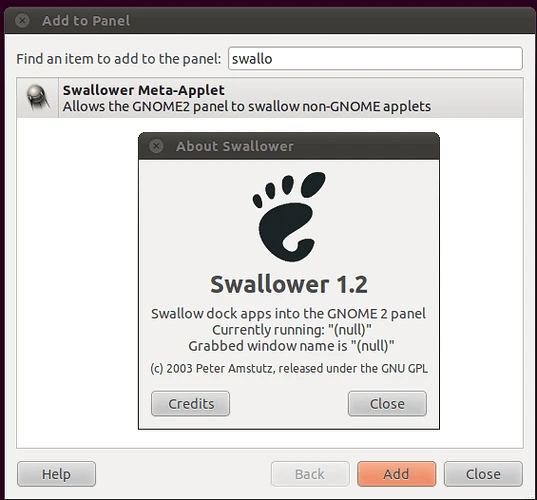 Add to Panel
Find an item to add to the panel: swallo
Swallower Meta-Applet
Allows the GNOME2 panel to swallow non-GNOME applets
About Swallower
Swallower 1.2
Swallow dock apps into the GNOME 2 panel
Currently running: "(null)"
Grabbed window name is "(null)"
(c) 2003 Peter Amstutz, released under the GNU GPL
Credits Close
Help Back Add Close